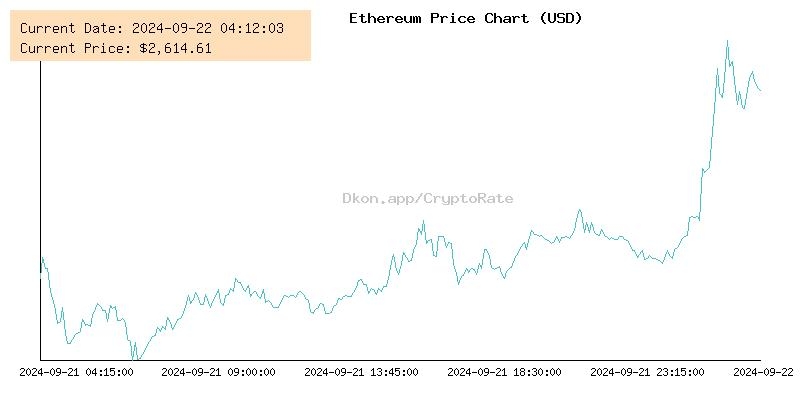 Ethereum Price Chart (USD)
Current Date: 2024-09-22 04:12:03
Current Price: $2,614.61
Dkon.app/CryptoRate
2024-09-21 04:15:00
2024-09-21 09:00:00
2024-09-21 13:45:00
2024-09-21 18:30:00
2024-09-21 23:15:00
2024-09-22